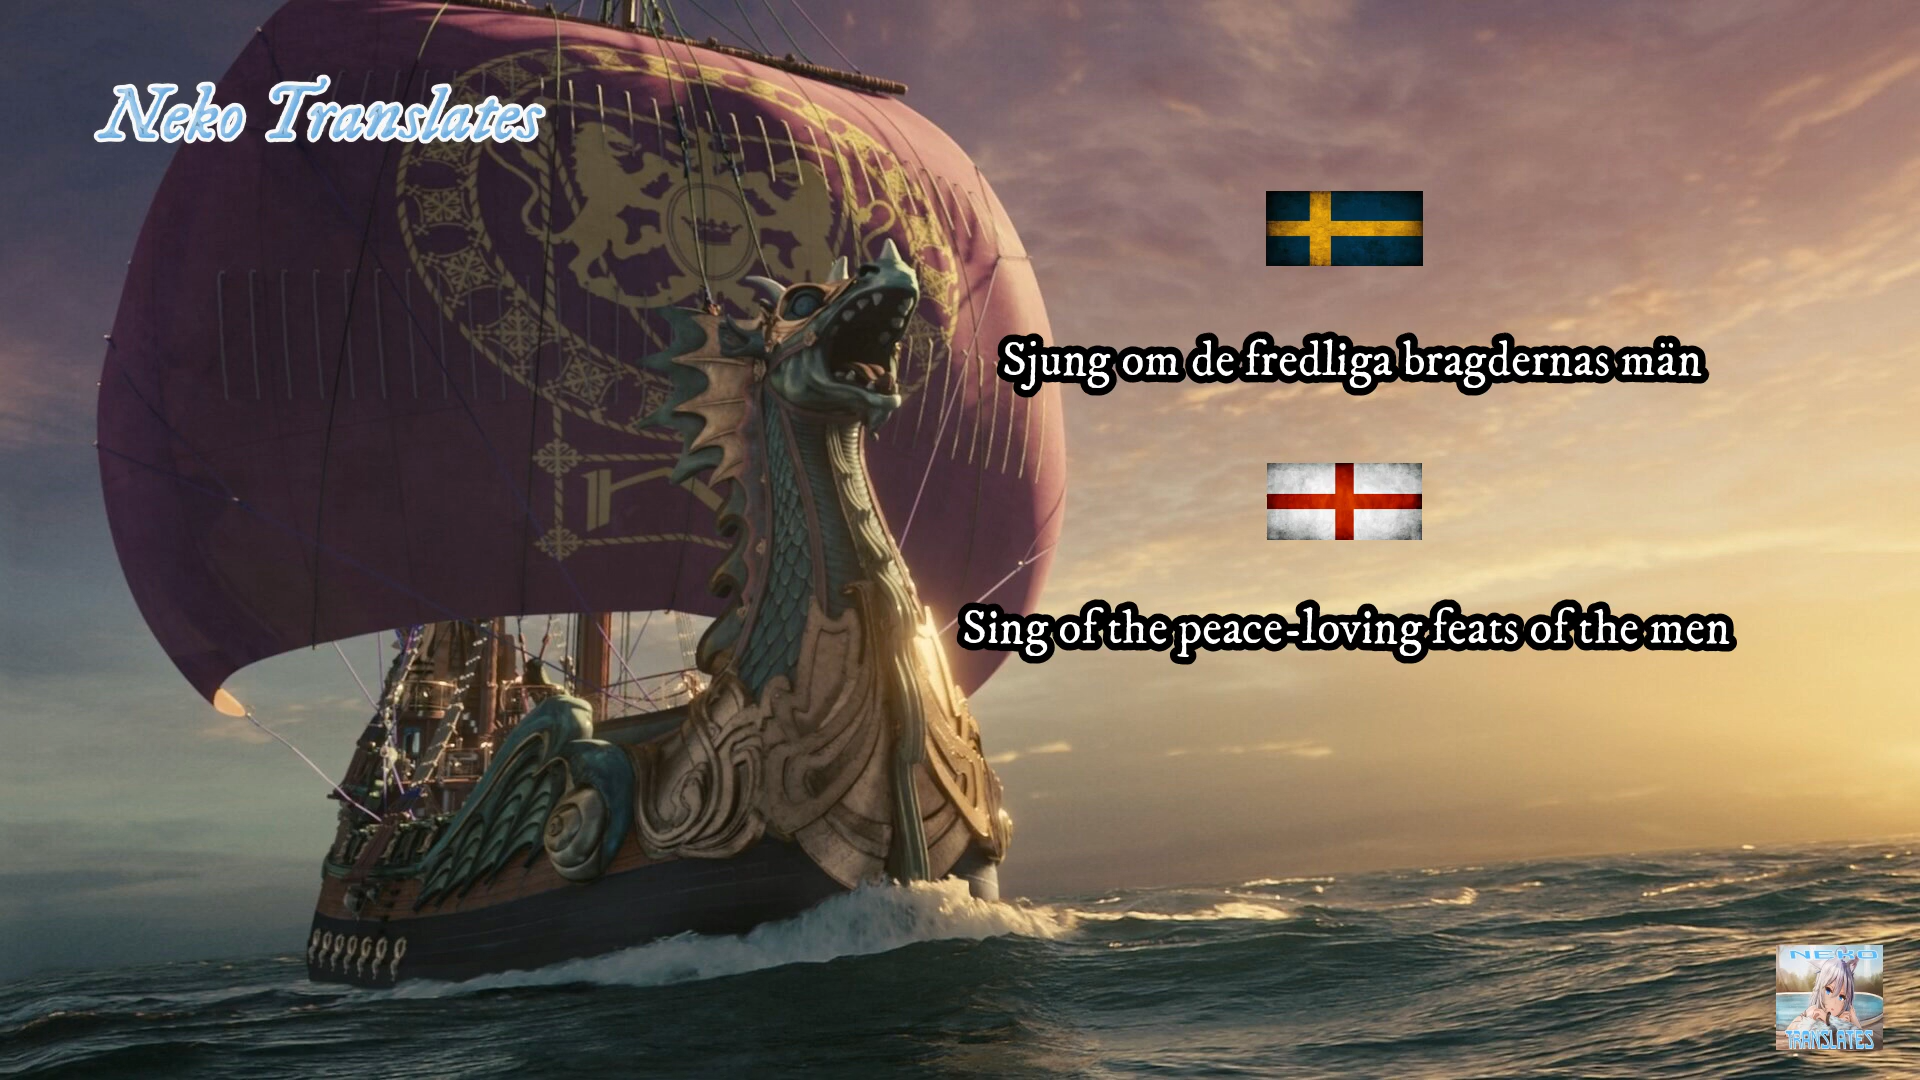 Neko Translates
Sjung om de fredliga bragdernas män
Sing of the peace-loving feats of the men
NEKO
TRANSLATES